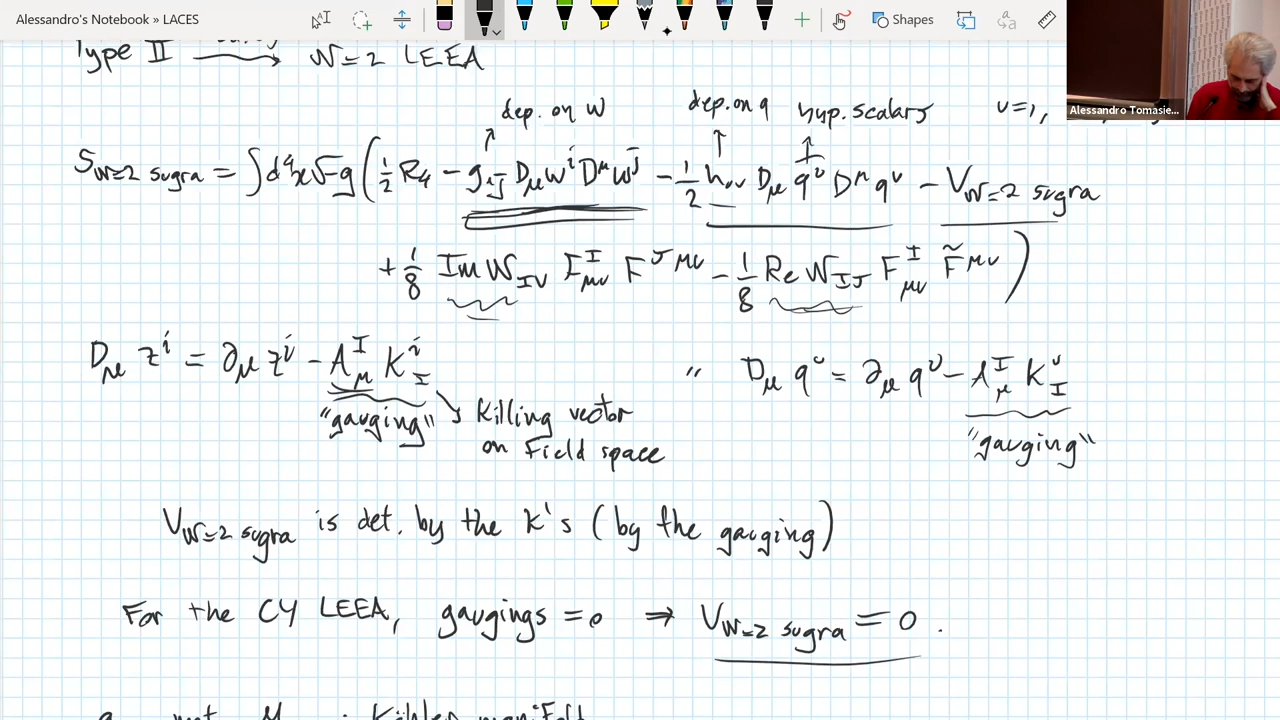 Alessandro's Notebook » LACES
Shapes
Alessandro Tomasie...
Type II ⟶ N=2 LEEA
dep. on w dep. on q hyp. scalars u=1,
S_{N=2 sugra} = ∫d⁴x√-g ( ½ R₄ - g_{iJ̄} D_μ w^i D^μ w^{J̄} - ½ h_{uv} D_μ q^u D^μ q^v - V_{N=2 sugra}
+ ⅛ Im N_{IJ} F^I_{μν} F^{J μν} - ⅛ Re N_{IJ} F^I_{μν} F̃^{μν} )
D_μ z^i = ∂_μ z^i - A^I_μ K^i_I " D_μ q^u = ∂_μ q^u - A^I_μ K^u_I
"gauging" Killing vector "gauging"
on field space
V_{N=2 sugra} is det. by the K's (by the gauging)
For the CY LEEA, gaugings = 0 ⇒ V_{N=2 sugra} = 0.